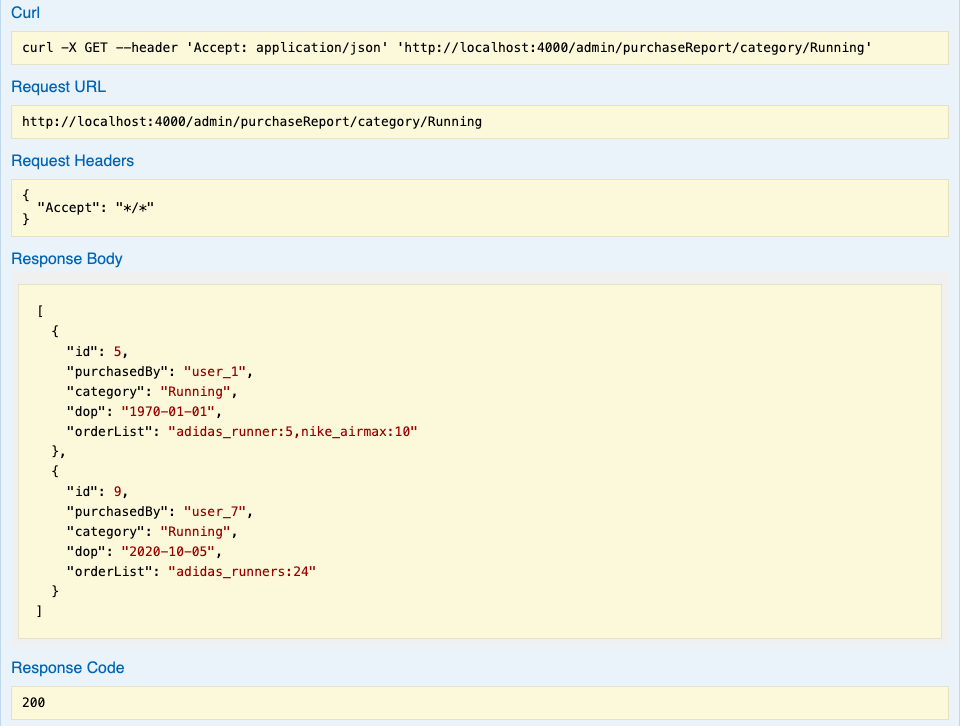 Curl
curl -X GET --header 'Accept: application/json' 'http://localhost:4000/admin/purchaseReport/category/Running'
Request URL
http://localhost:4000/admin/purchaseReport/category/Running
Request Headers
{
  "Accept": "*/*"
}
Response Body
[
  {
    "id": 5,
    "purchasedBy": "user_1",
    "category": "Running",
    "dop": "1970-01-01",
    "orderList": "adidas_runner:5,nike_airmax:10"
  },
  {
    "id": 9,
    "purchasedBy": "user_7",
    "category": "Running",
    "dop": "2020-10-05",
    "orderList": "adidas_runners:24"
  }
]
Response Code
200